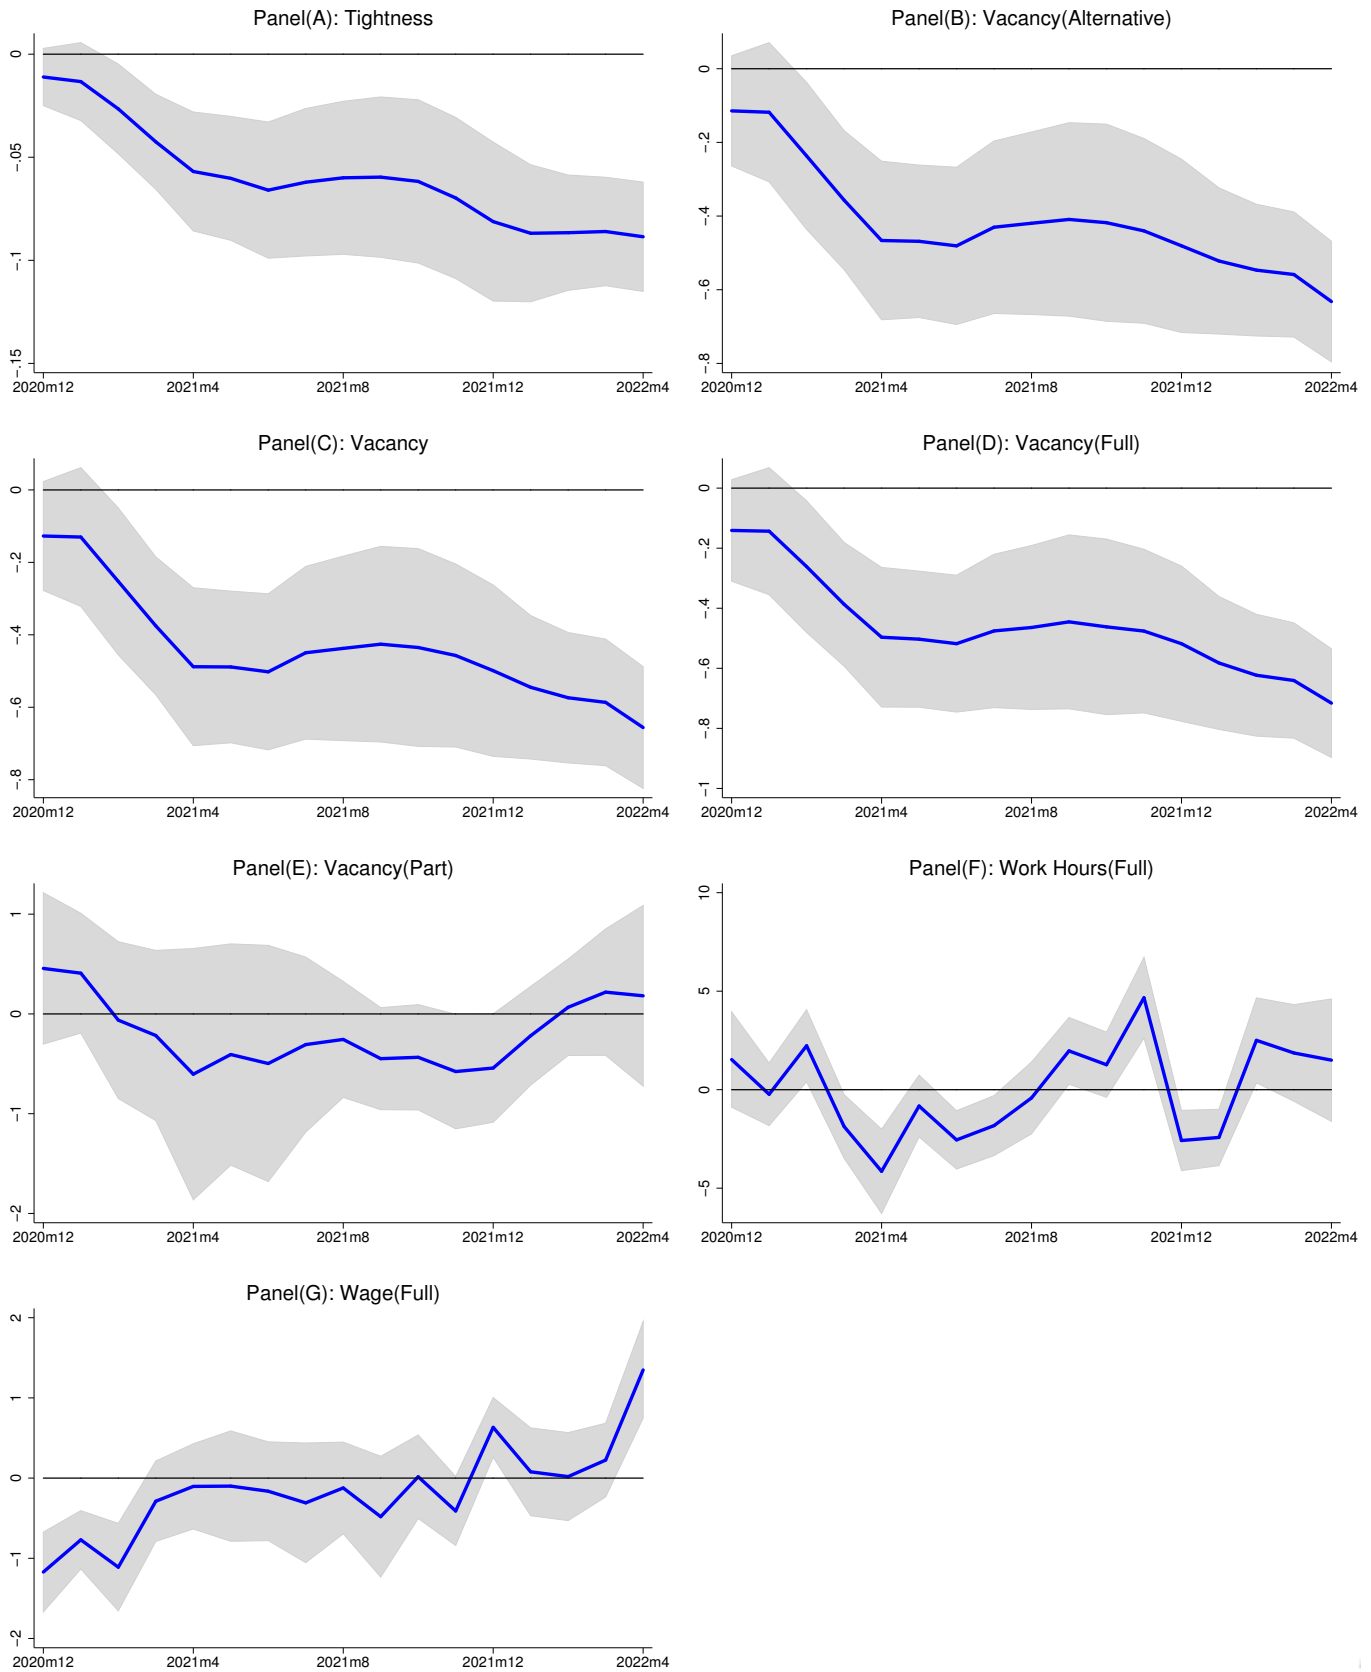 Panel(A): Tightness
0
-.05
-.1
-.15
2020m12 2021m4 2021m8 2021m12 2022m4
Panel(B): Vacancy(Alternative)
0
-.2
-.4
-.6
-.8
2020m12 2021m4 2021m8 2021m12 2022m4
Panel(C): Vacancy
0
-.2
-.4
-.6
-.8
2020m12 2021m4 2021m8 2021m12 2022m4
Panel(D): Vacancy(Full)
0
-.2
-.4
-.6
-.8
-1
2020m12 2021m4 2021m8 2021m12 2022m4
Panel(E): Vacancy(Part)
1
0
-1
-2
2020m12 2021m4 2021m8 2021m12 2022m4
Panel(F): Work Hours(Full)
10
5
0
-5
2020m12 2021m4 2021m8 2021m12 2022m4
Panel(G): Wage(Full)
2
1
0
-1
-2
2020m12 2021m4 2021m8 2021m12 2022m4